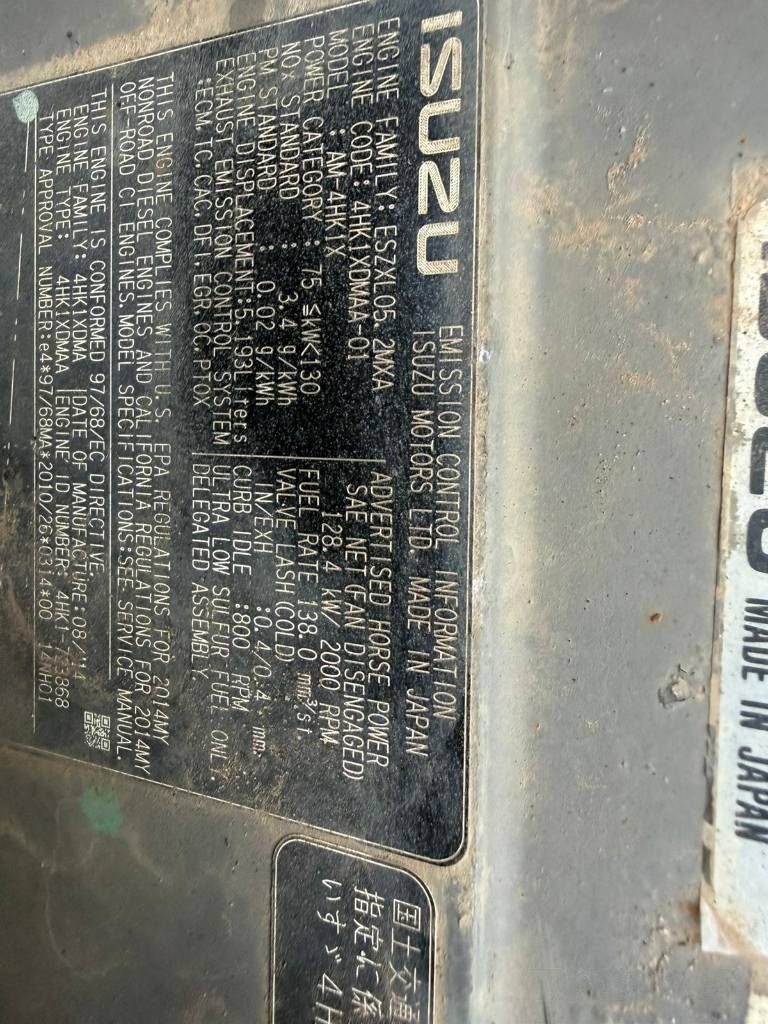 ISUZU
EMISSION CONTROL INFORMATION
ISUZU MOTORS LTD. MADE IN JAPAN
ENGINE FAMILY: ESZXL05.2NXA
ENGINE CODE: 4HK1XDMAA-01
MODEL : AM-4HK1X
POWER CATEGORY : 75 ≦kW<130
NOx STANDARD : 3.4 g/kWh
PM STANDARD : 0.02 g/kWh
ENGINE DISPLACEMENT:5.193Liters
EXHAUST EMISSION CONTROL SYSTEM
:ECM,TC,CAC,DFI,EGR,OC,PTOX
ADVERTISED HORSE POWER
SAE NET(FAN DISENGAGED)
128.4 kW/ 2000 RPM
FUEL RATE 138.0 mm³/st
VALVE LASH(COLD)
IN/EXH :0.4/0.4 mm
CURB IDLE :800 RPM
ULTRA LOW SULFUR FUEL ONLY,
DELEGATED ASSEMBLY
THIS ENGINE COMPLIES WITH U.S. EPA REGULATIONS FOR 2014MY
NONROAD DIESEL ENGINES AND CALIFORNIA REGULATIONS FOR 2014MY
OFF-ROAD CI ENGINES.MODEL SPECIFICATIONS:SEE SERVICE MANUAL.
THIS ENGINE IS CONFORMED 97/68/EC DIRECTIVE.
ENGINE FAMILY: 4HK1XDMA |DATE OF MANUFACTURE:08/
ENGINE TYPE: 4HK1XDMAA |ENGINE ID NUMBER: 4HK1-
TYPE APPROVAL NUMBER:e4*97/68MA*2010/26*0314*00
MADE IN JAPAN
国土交通
指定に係
いすゞ4H